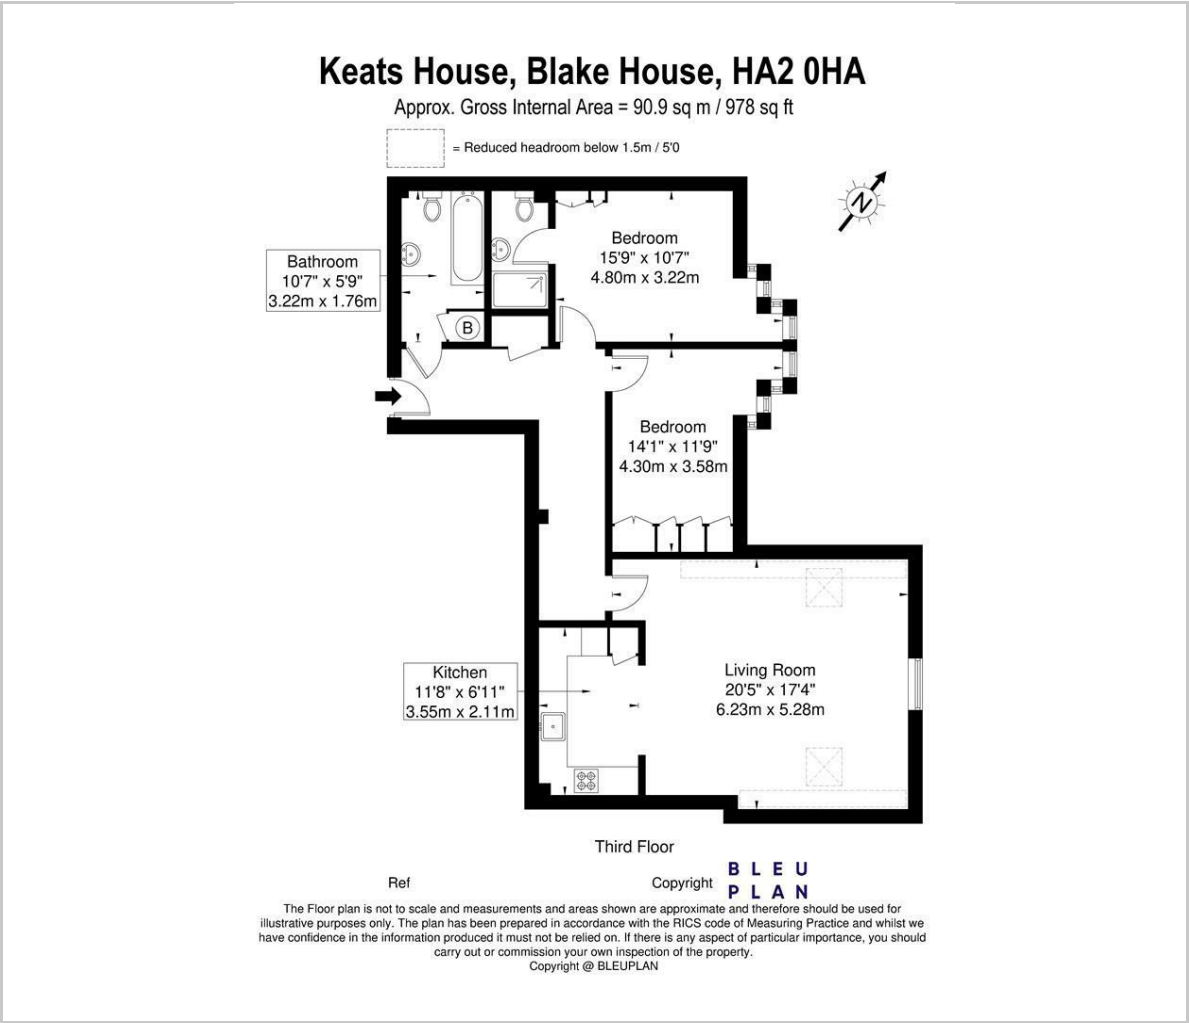 Keats House, Blake House, HA2 0HA
Approx. Gross Internal Area = 90.9 sq m / 978 sq ft
= Reduced headroom below 1.5m / 5'0
N
Bathroom
10'7" x 5'9"
3.22m x 1.76m
Bedroom
15'9" x 10'7"
4.80m x 3.22m
B
Bedroom
14'1" x 11'9"
4.30m x 3.58m
Kitchen
11'8" x 6'11"
3.55m x 2.11m
Living Room
20'5" x 17'4"
6.23m x 5.28m
Third Floor
Ref
Copyright
BLEU
PLAN
The Floor plan is not to scale and measurements and areas shown are approximate and therefore should be used for
illustrative purposes only. The plan has been prepared in accordance with the RICS code of Measuring Practice and whilst we
have confidence in the information produced it must not be relied on. If there is any aspect of particular importance, you should
carry out or commission your own inspection of the property.
Copyright @ BLEUPLAN